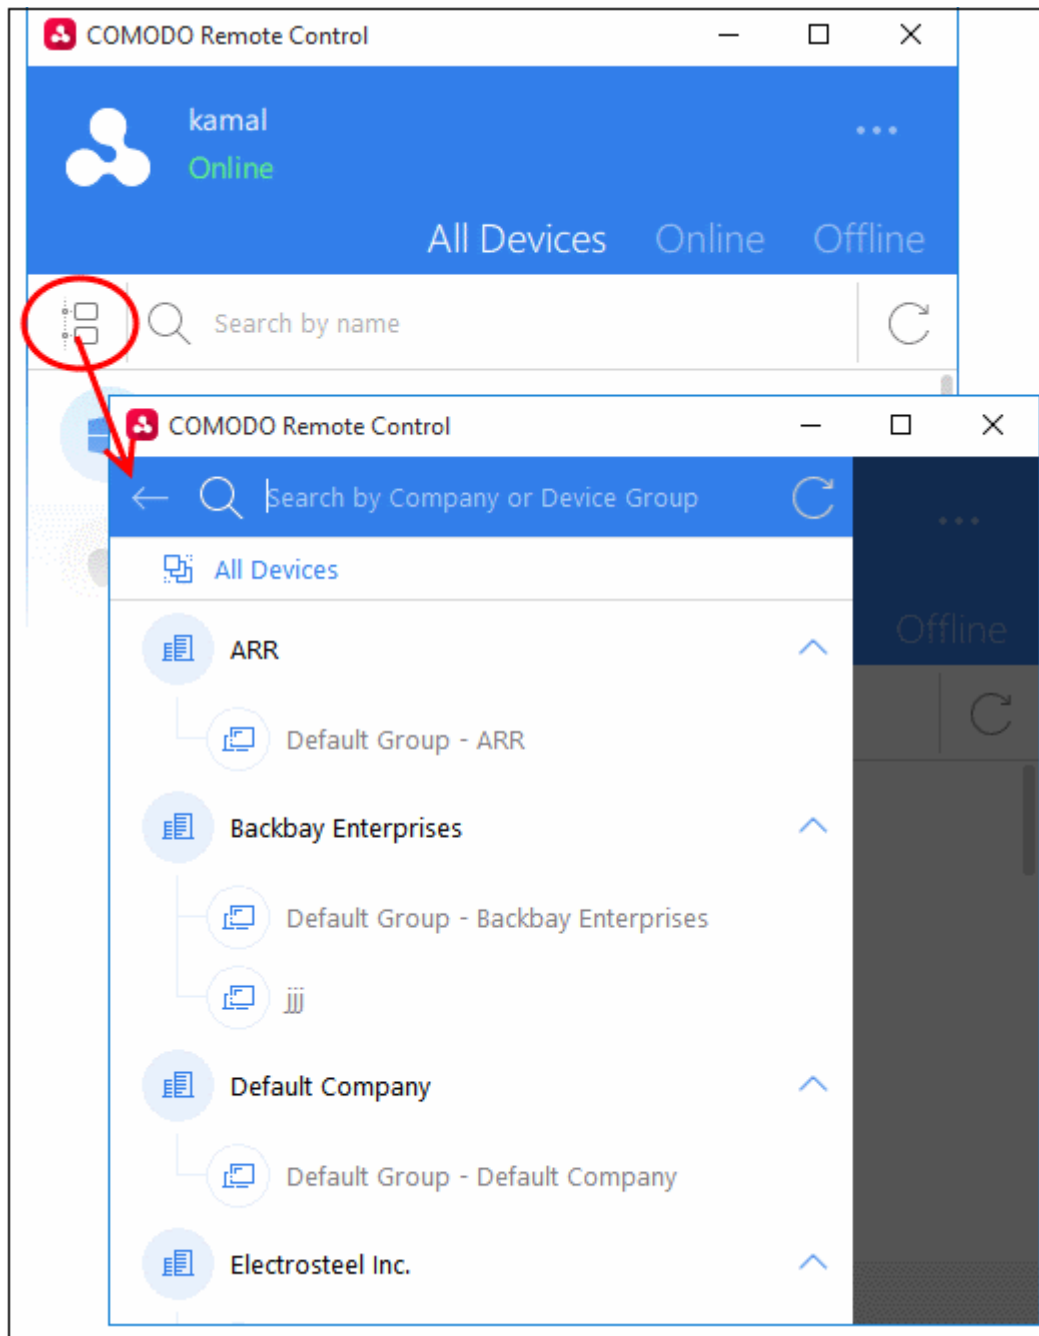 COMODO Remote Control
kamal
Online
All Devices Online Offline
Search by name
COMODO Remote Control
Search by Company or Device Group
All Devices
Offline
ARR
Default Group - ARR
Backbay Enterprises
Default Group - Backbay Enterprises
jjj
Default Company
Default Group - Default Company
Electrosteel Inc.